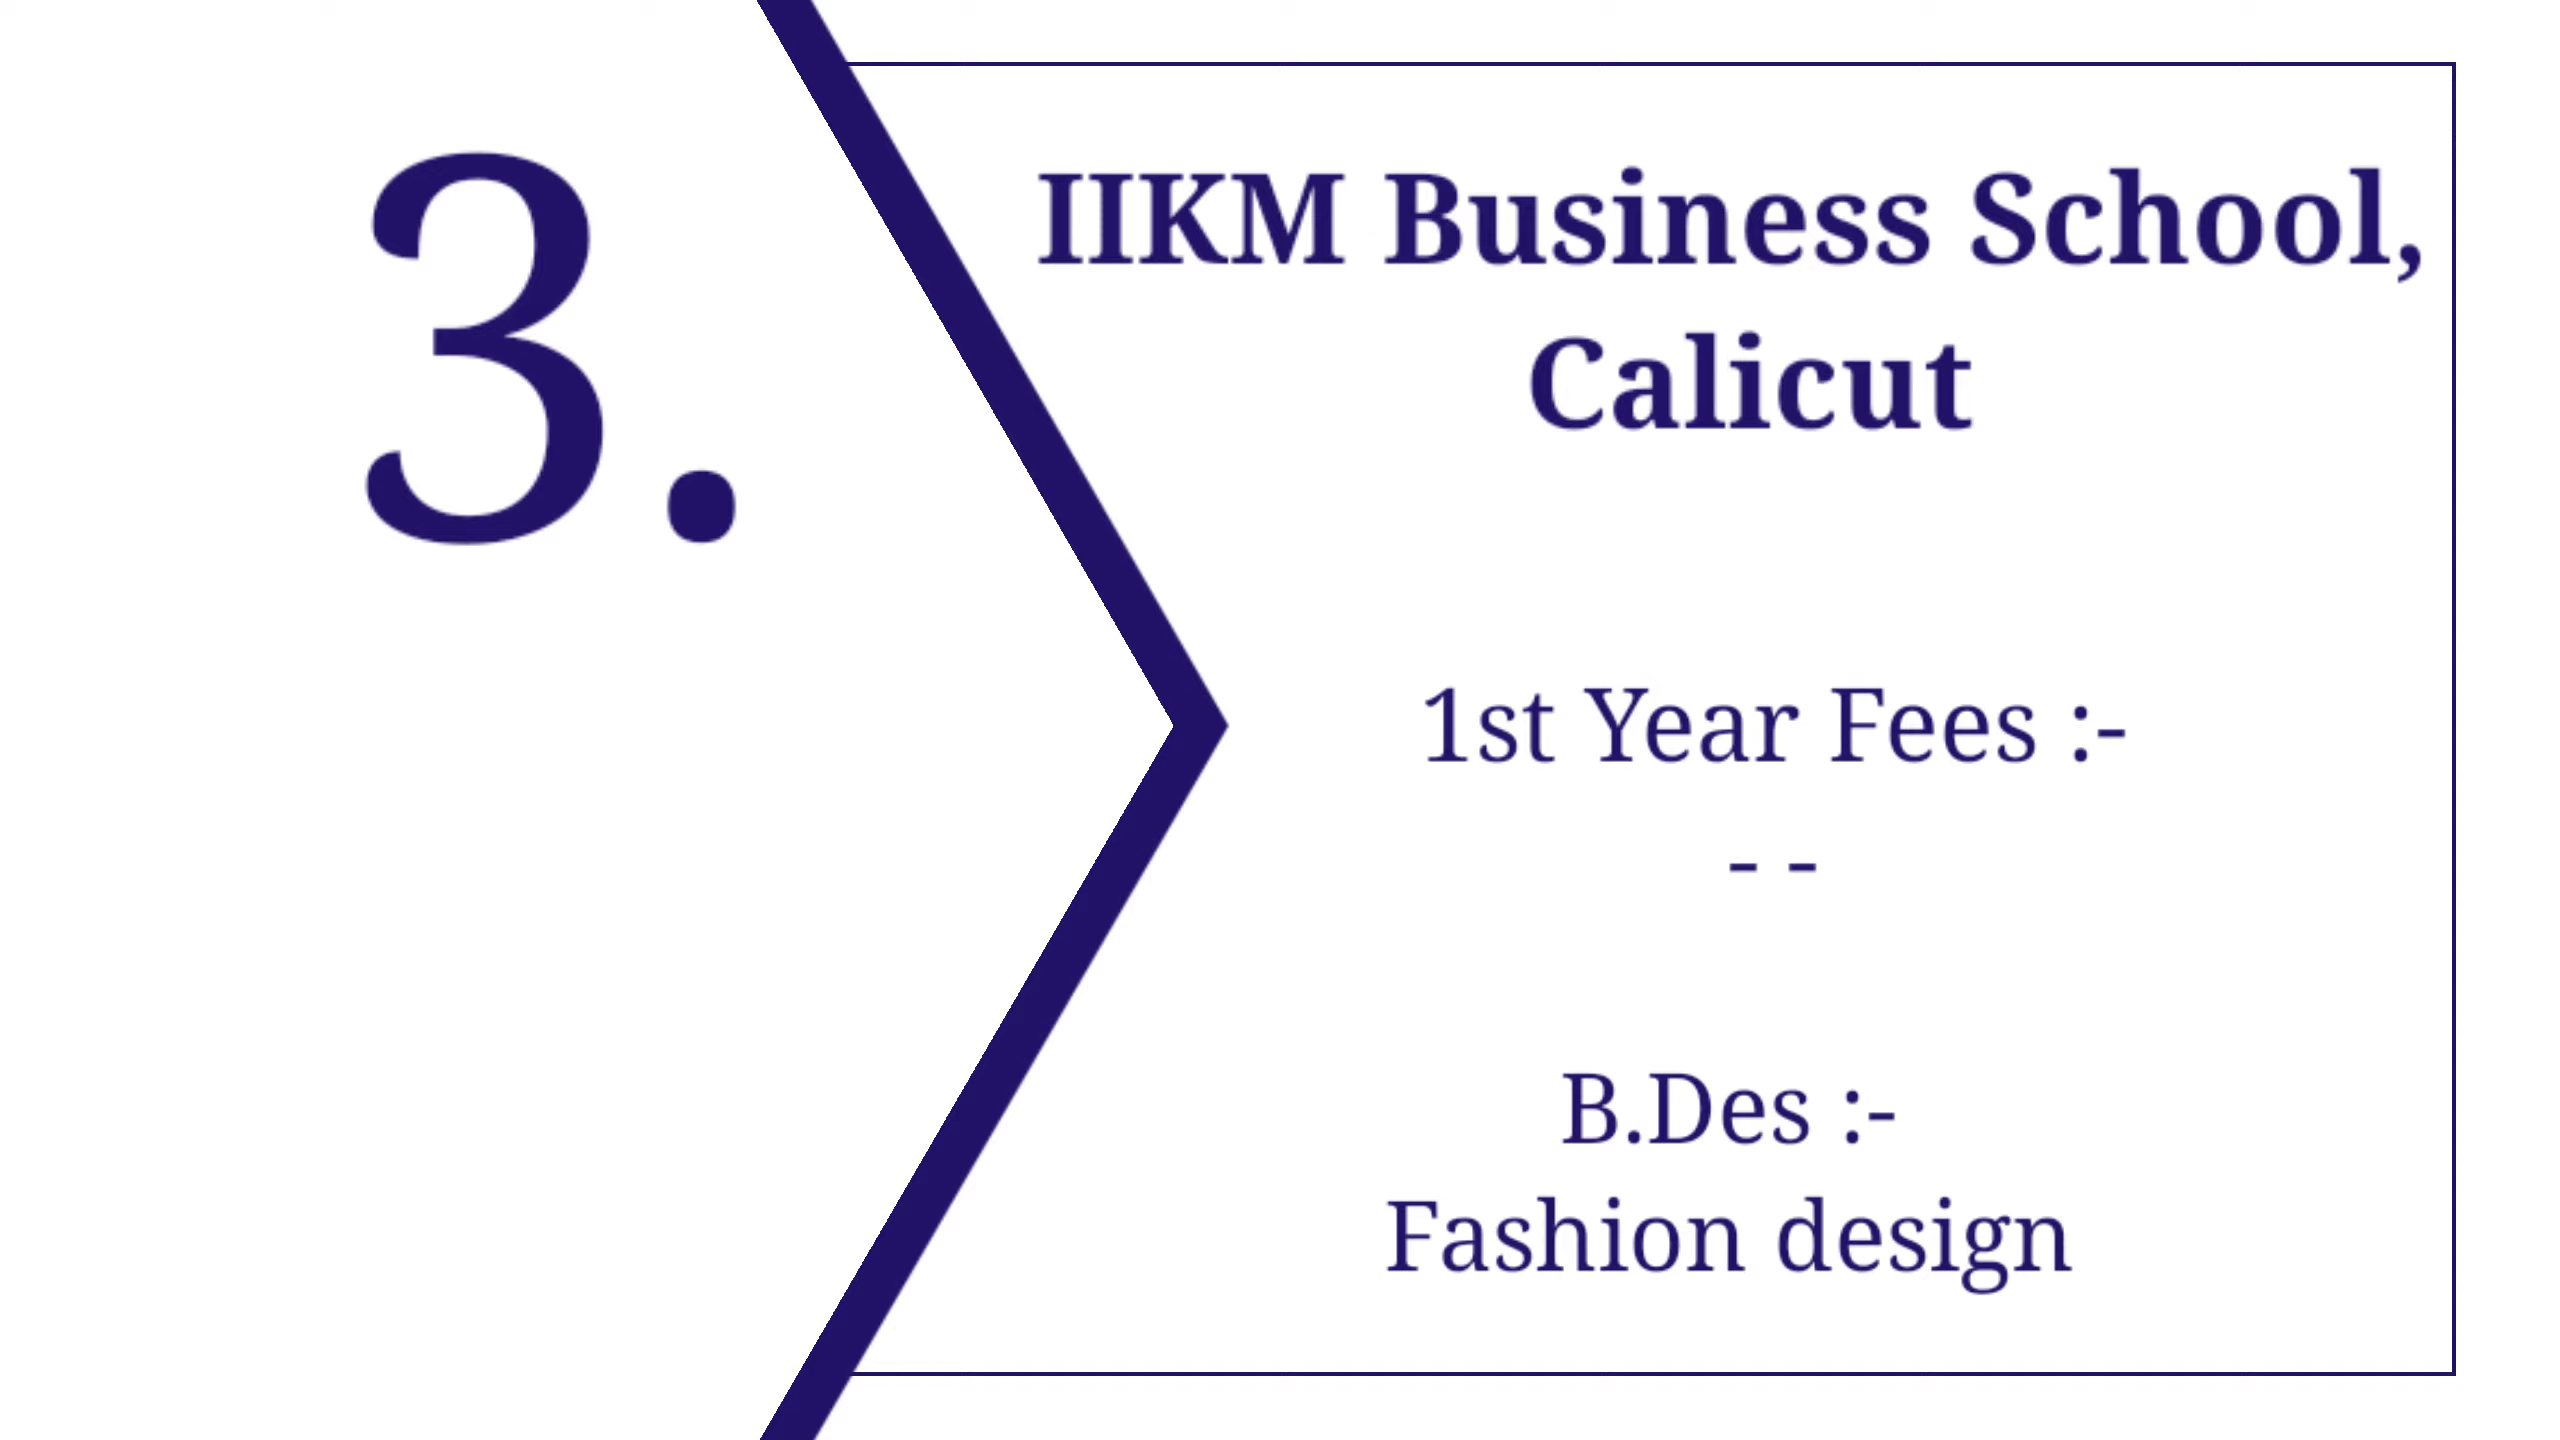 3.
IIKM Business School,
Calicut
1st Year Fees :-
- -
B.Des :-
Fashion design